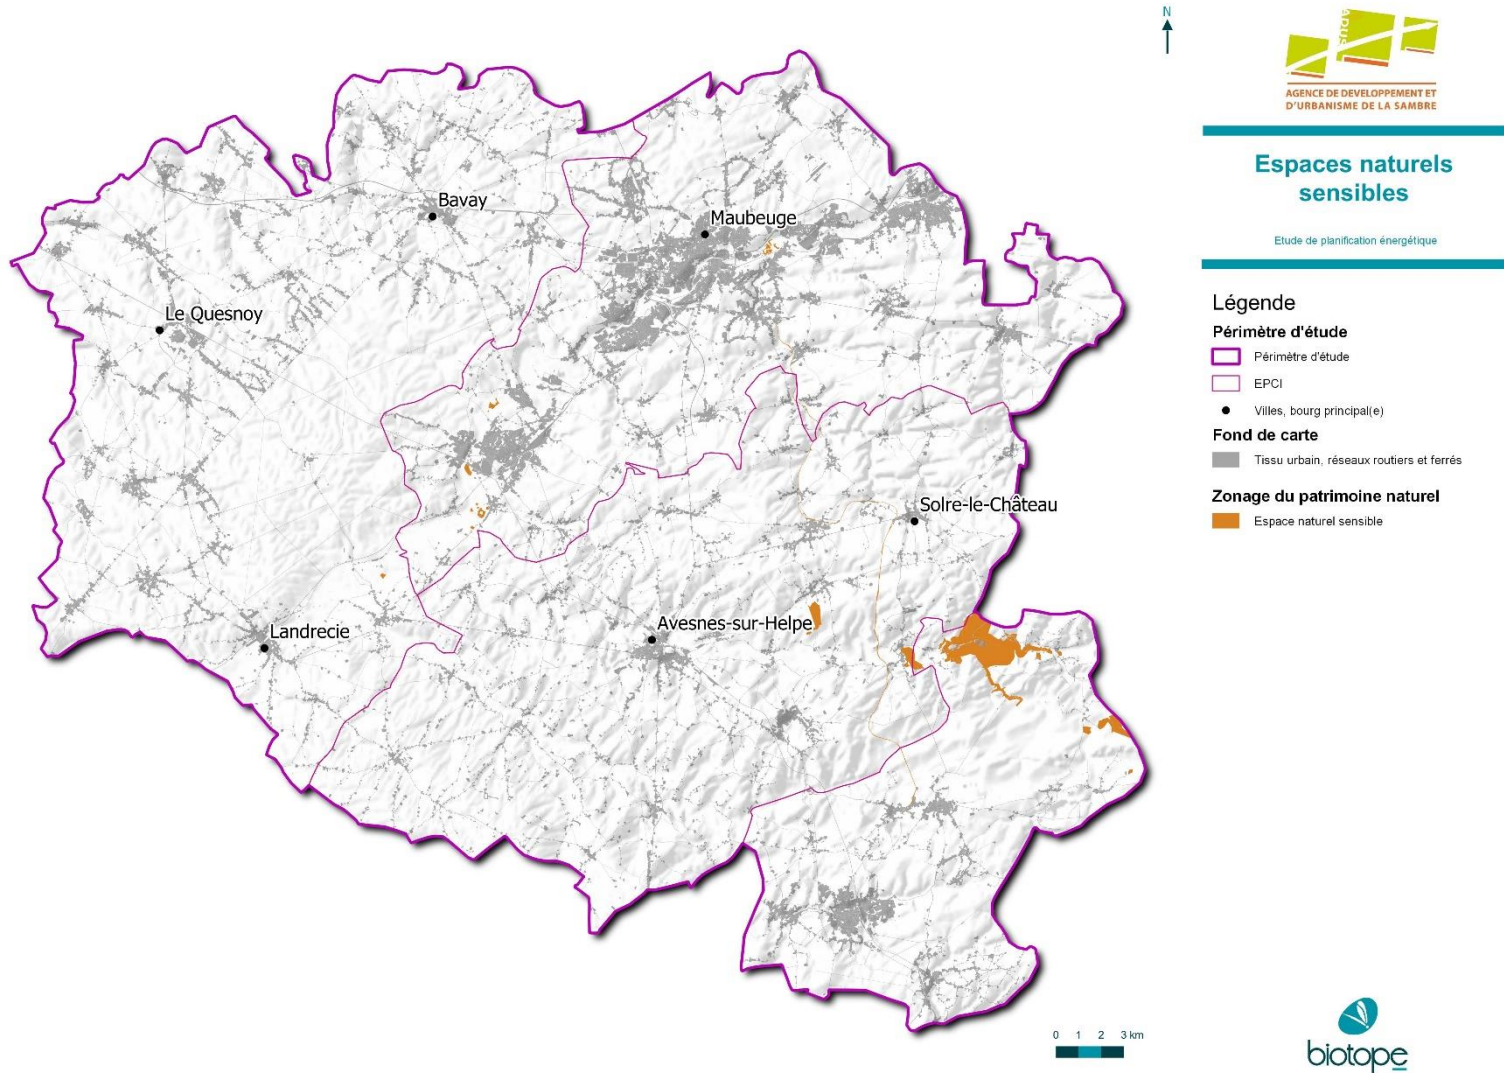 N
AGENCE DE DEVELOPPEMENT ET
D'URBANISME DE LA SAMBRE
Espaces naturels
sensibles
Etude de planification énergétique
Légende
Périmètre d'étude
Périmètre d'étude
EPCI
Villes, bourg principal(e)
Fond de carte
Tissu urbain, réseaux routiers et ferrés
Zonage du patrimoine naturel
Espace naturel sensible
Bavay
Maubeuge
Le Quesnoy
Solre-le-Château
Avesnes-sur-Helpe
Landrecie
0 1 2 3 km
biotope